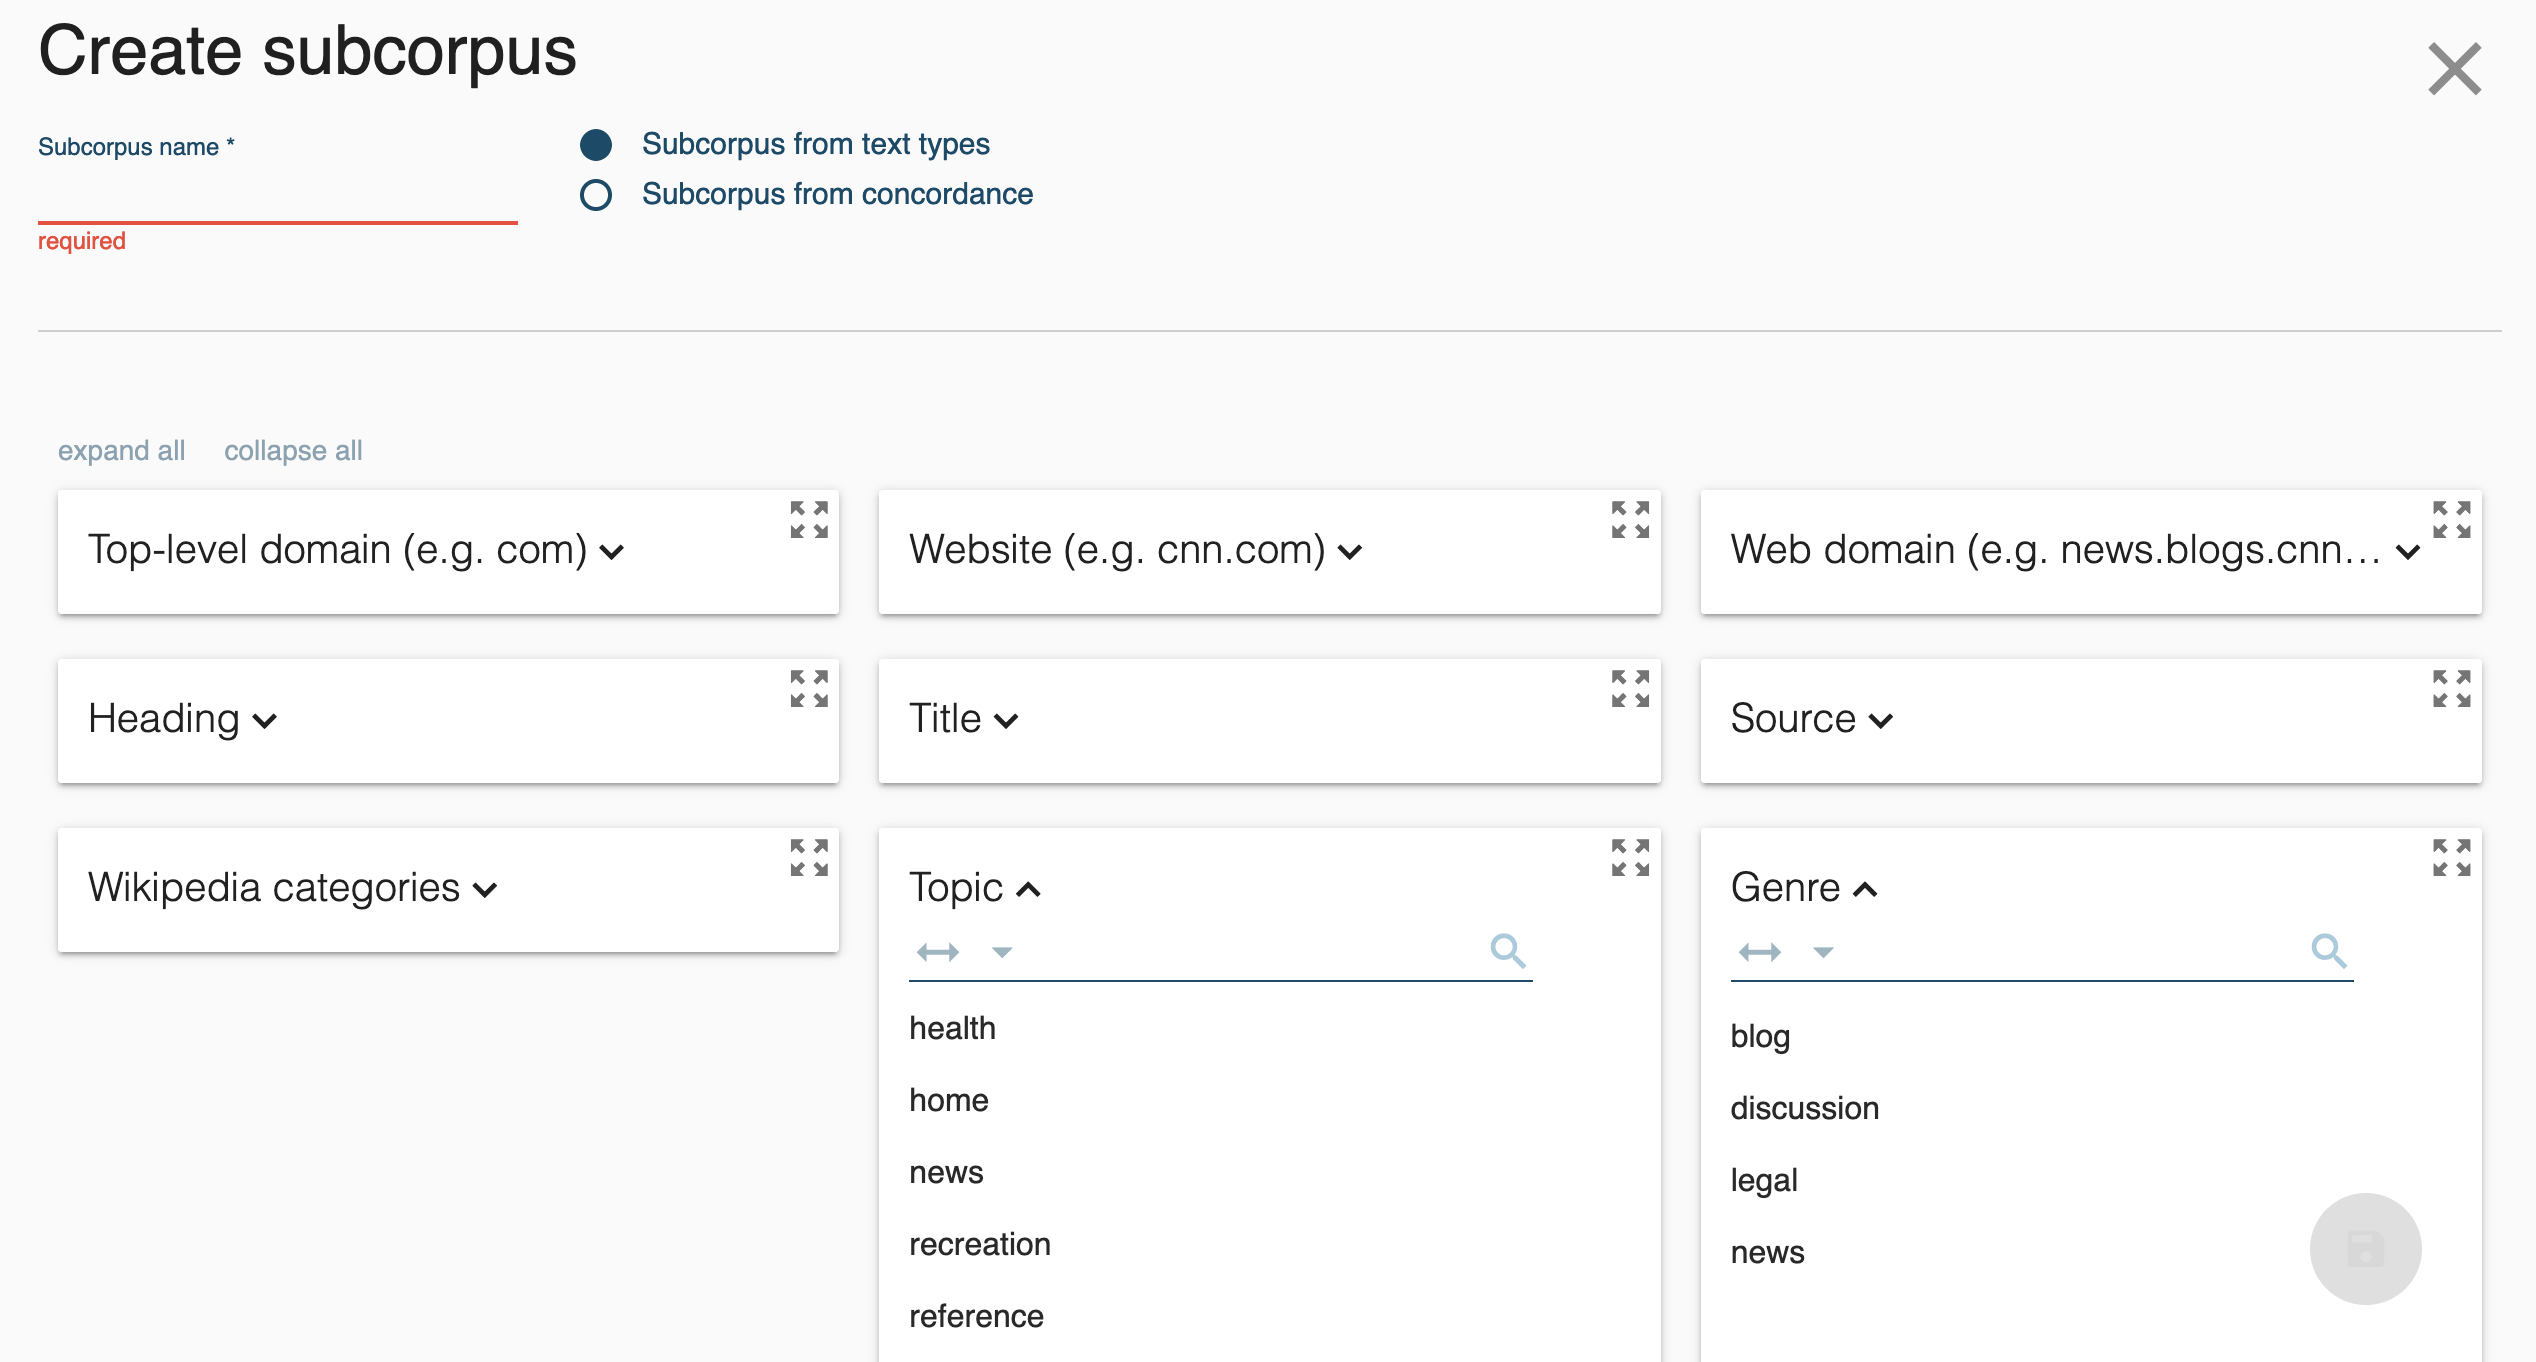 Create subcorpus
Subcorpus name *
required
Subcorpus from text types
Subcorpus from concordance
expand all collapse all
Top-level domain (e.g. com)
Website (e.g. cnn.com)
Web domain (e.g. news.blogs.cnn...
Heading
Title
Source
Wikipedia categories
Topic
health
home
news
recreation
reference
Genre
blog
discussion
legal
news